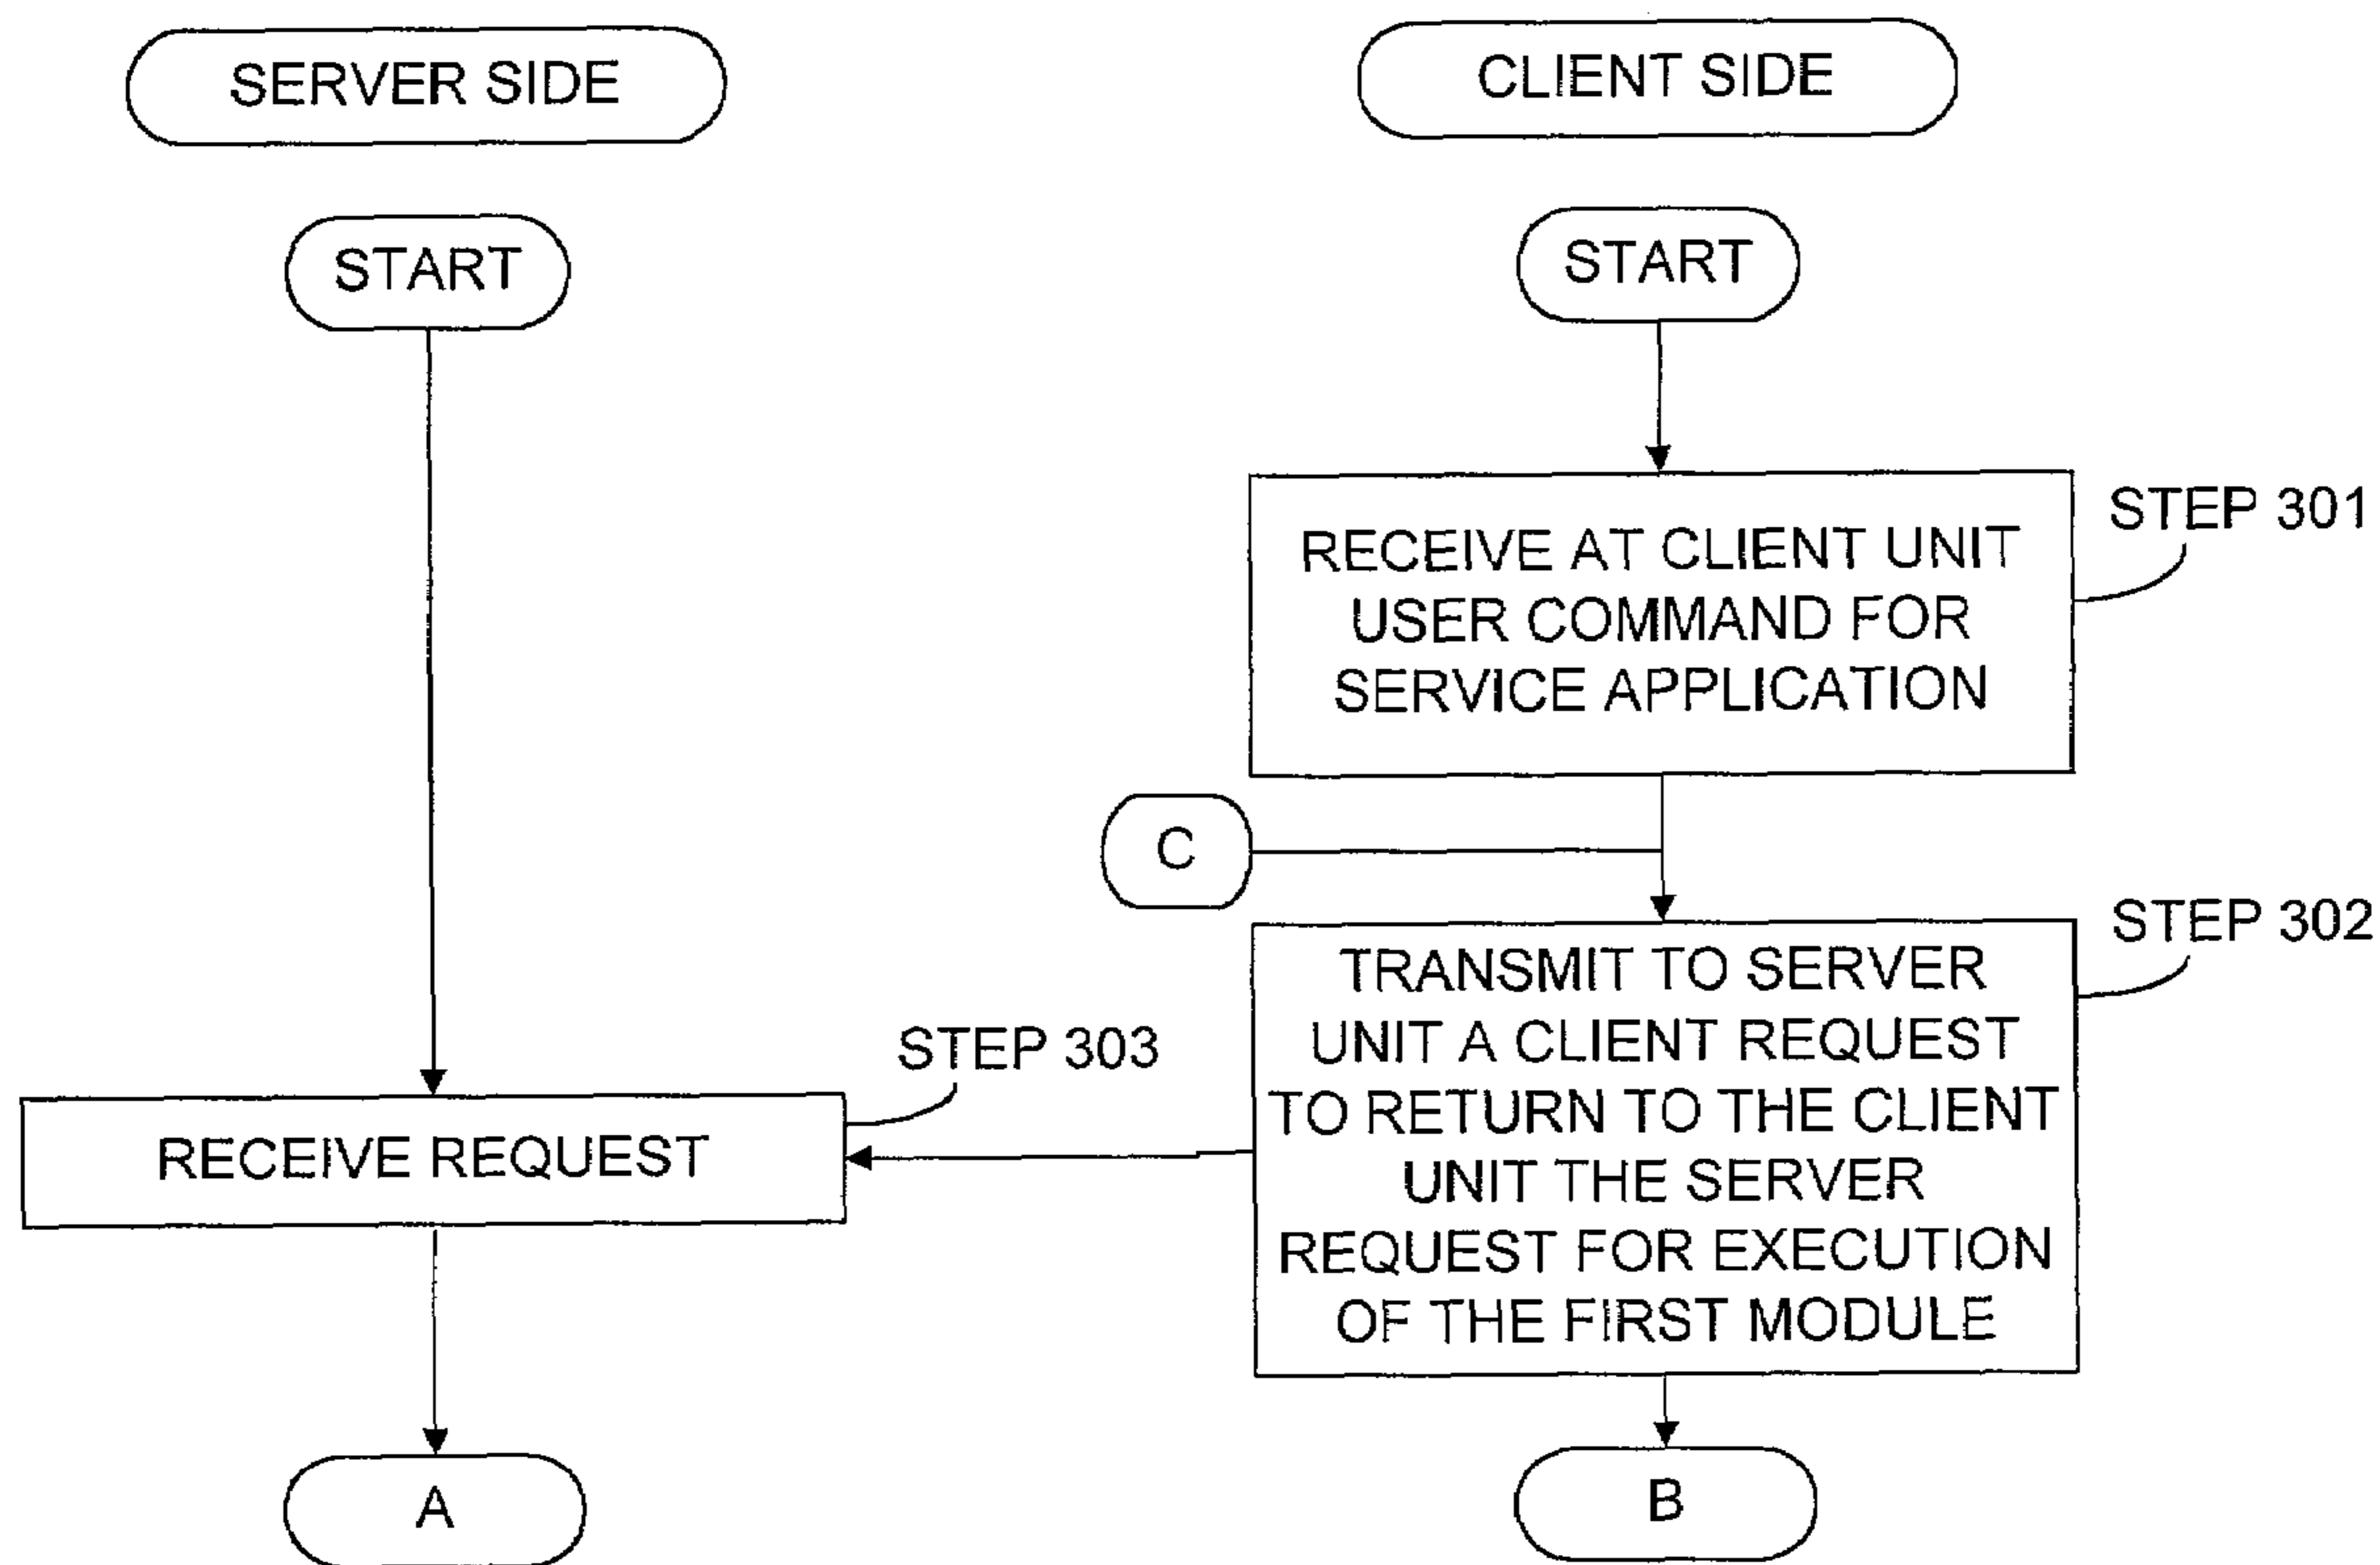 SERVER SIDE
CLIENT SIDE
START
START
RECEIVE AT CLIENT UNIT
USER COMMAND FOR
SERVICE APPLICATION
STEP 301
C
TRANSMIT TO SERVER
UNIT A CLIENT REQUEST
TO RETURN TO THE CLIENT
UNIT THE SERVER
REQUEST FOR EXECUTION
OF THE FIRST MODULE
STEP 302
STEP 303
RECEIVE REQUEST
A
B